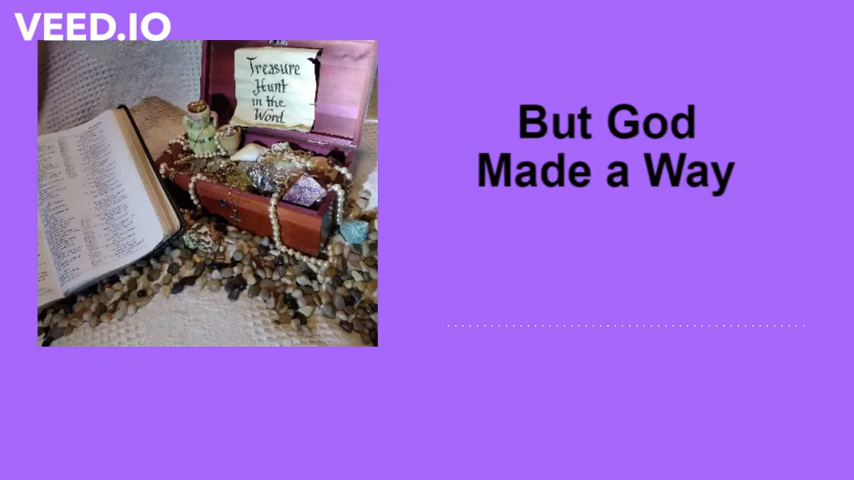 VEED.IO
Treasure
Hunt
in the
Word
But God
Made a Way